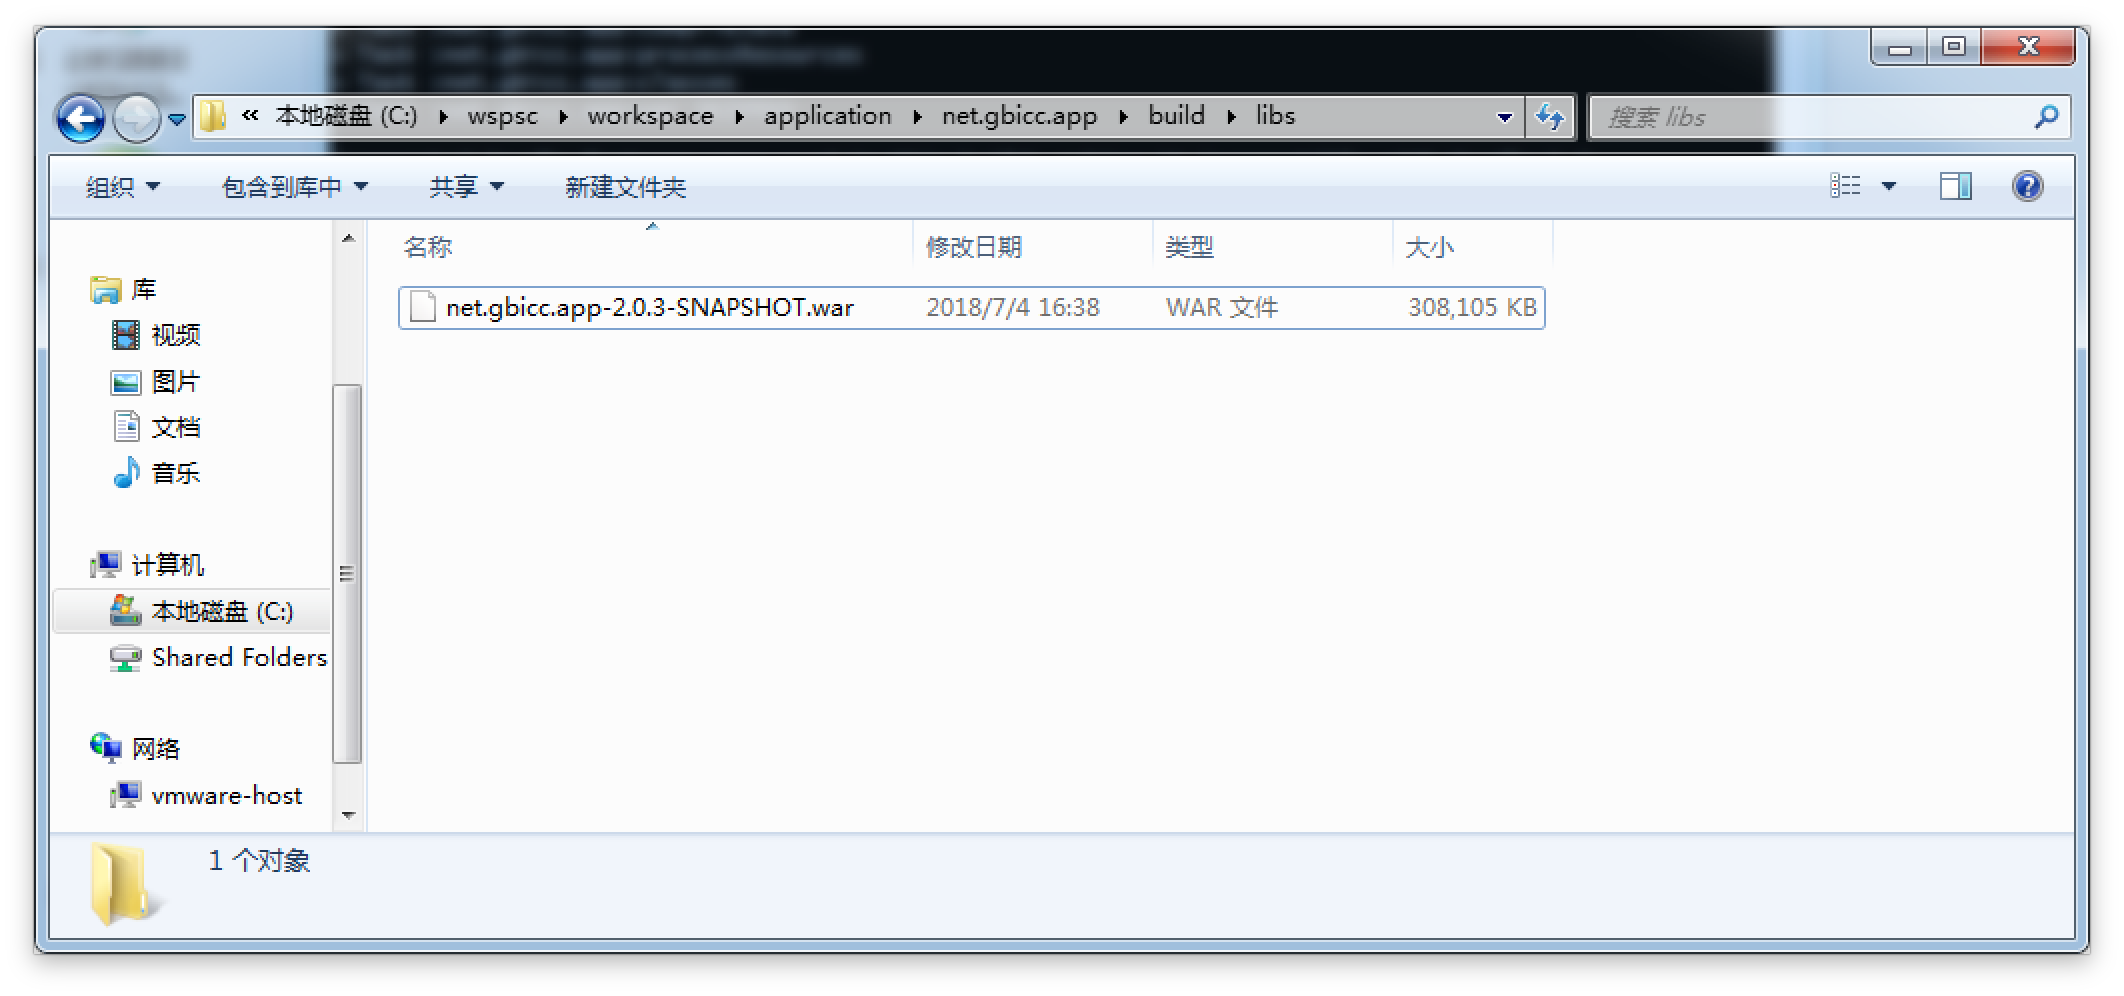 « 本地磁盘 (C:) ▸ wspsc ▸ workspace ▸ application ▸ net.gbicc.app ▸ build ▸ libs
搜索 libs
组织 包含到库中 共享 新建文件夹
名称 修改日期 类型 大小
net.gbicc.app-2.0.3-SNAPSHOT.war 2018/7/4 16:38 WAR 文件 308,105 KB
库
视频
图片
文档
音乐
计算机
本地磁盘 (C:)
Shared Folders
网络
vmware-host
1 个对象